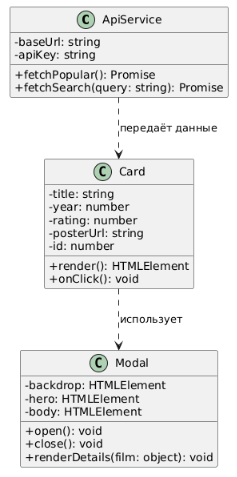 C ApiService
-baseUrl: string
-apiKey: string
+fetchPopular(): Promise
+fetchSearch(query: string): Promise
передаёт данные
C Card
-title: string
-year: number
-rating: number
-posterUrl: string
-id: number
+render(): HTMLElement
+onClick(): void
использует
C Modal
-backdrop: HTMLElement
-hero: HTMLElement
-body: HTMLElement
+open(): void
+close(): void
+renderDetails(film: object): void